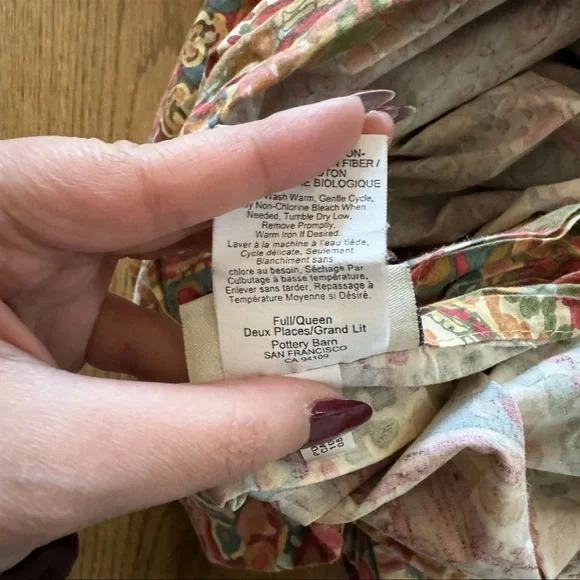 ON-
FIBER /
OTON
BIOLOGIQUE
Wash Warm, Gentle Cycle,
Non-Chlorine Bleach When
Needed, Tumble Dry Low,
Remove Promptly,
Warm Iron If Desired.
Laver à la machine à l'eau tiède,
Cycle délicate, Seulement
Blanchiment sans
chlore au besoin, Séchage Par
Culbutage à basse température,
Enlever sans tarder, Repassage à
Température Moyenne si Désiré.
Full/Queen
Deux Places/Grand Lit
Pottery Barn
SAN FRANCISCO
CA 94109